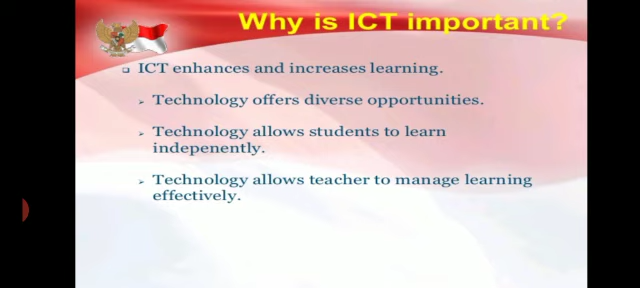 Why is ICT important?
ICT enhances and increases learning.
Technology offers diverse opportunities.
Technology allows students to learn
indepenently.
Technology allows teacher to manage learning
effectively.